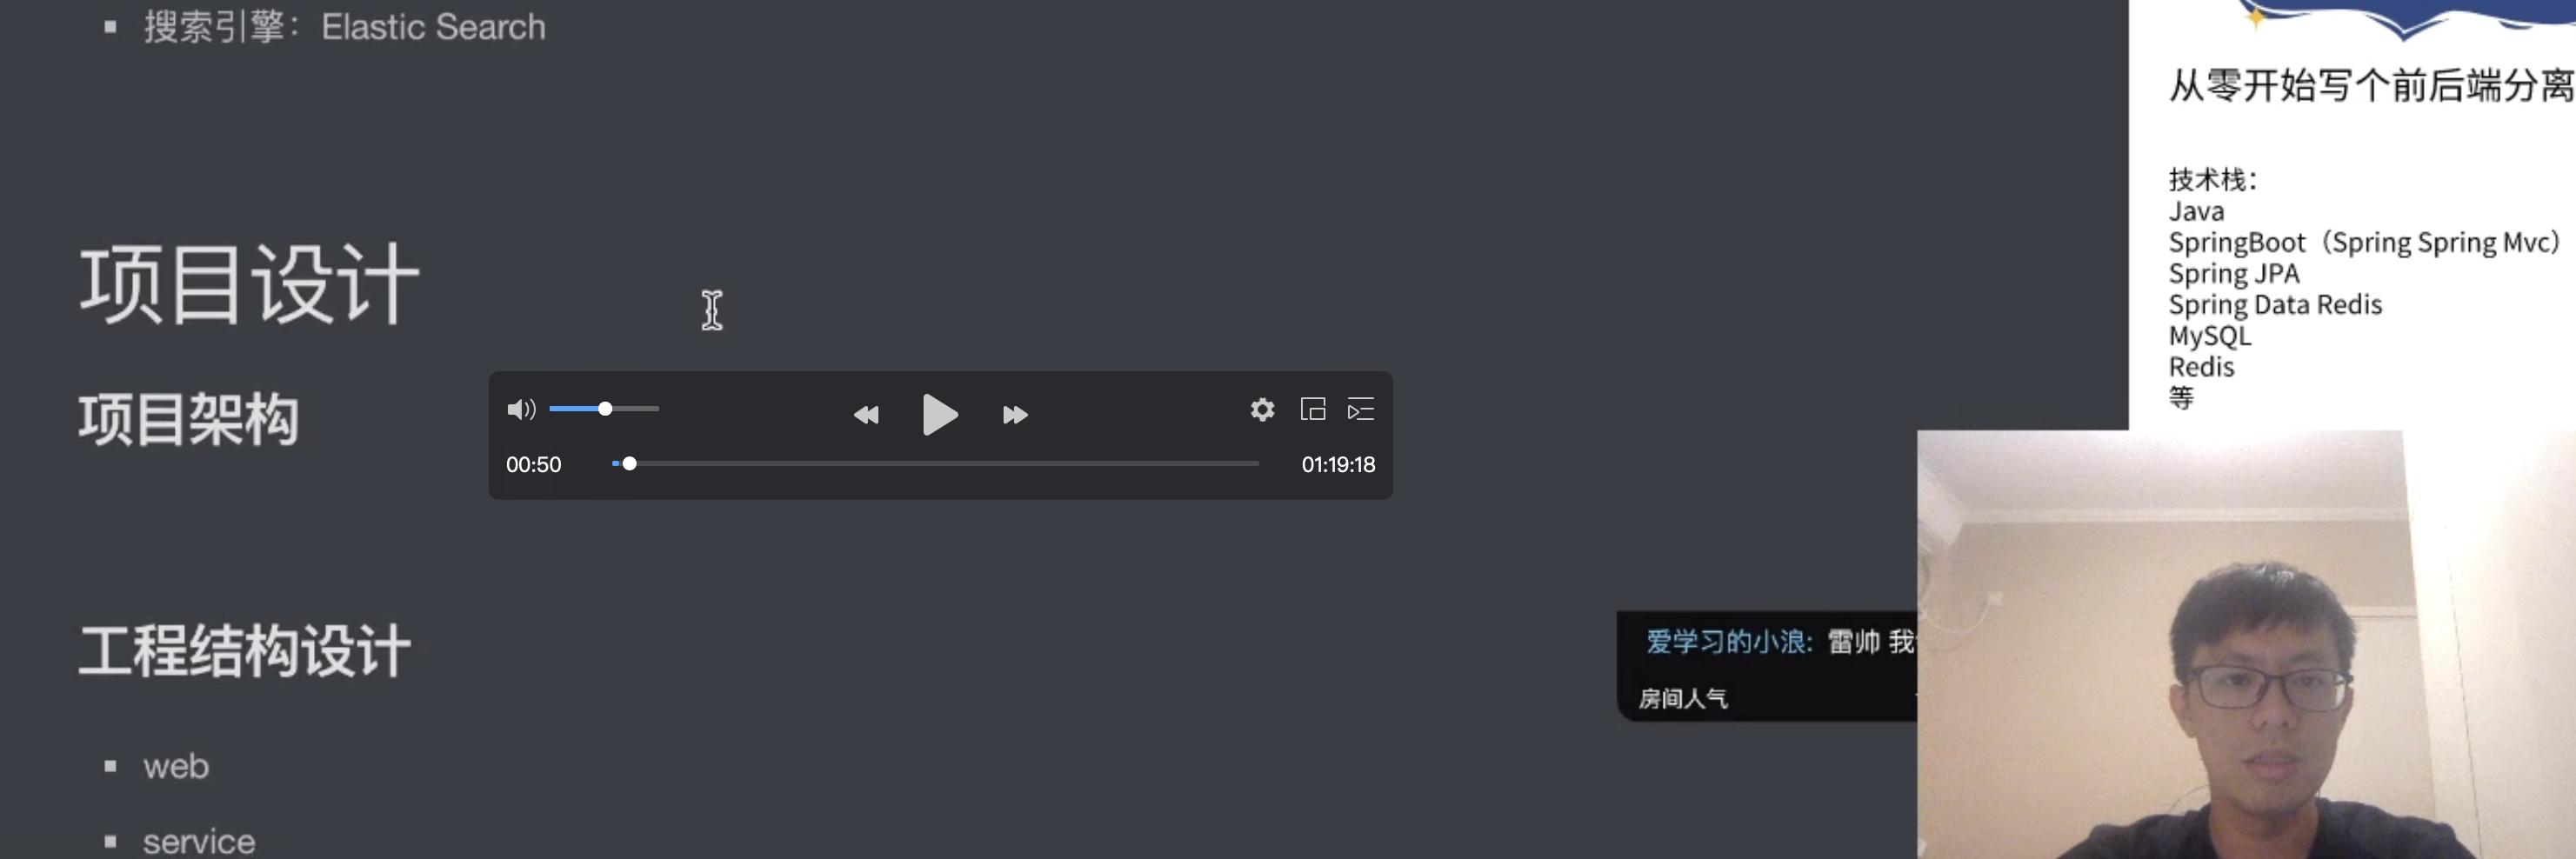 搜索引擎：Elastic Search
项目设计
项目架构
00:50
01:19:18
工程结构设计
web
service
从零开始写个前后端分离
技术栈：
Java
SpringBoot（Spring Spring Mvc）
Spring JPA
Spring Data Redis
MySQL
Redis
等
爱学习的小浪: 雷帅 我
房间人气